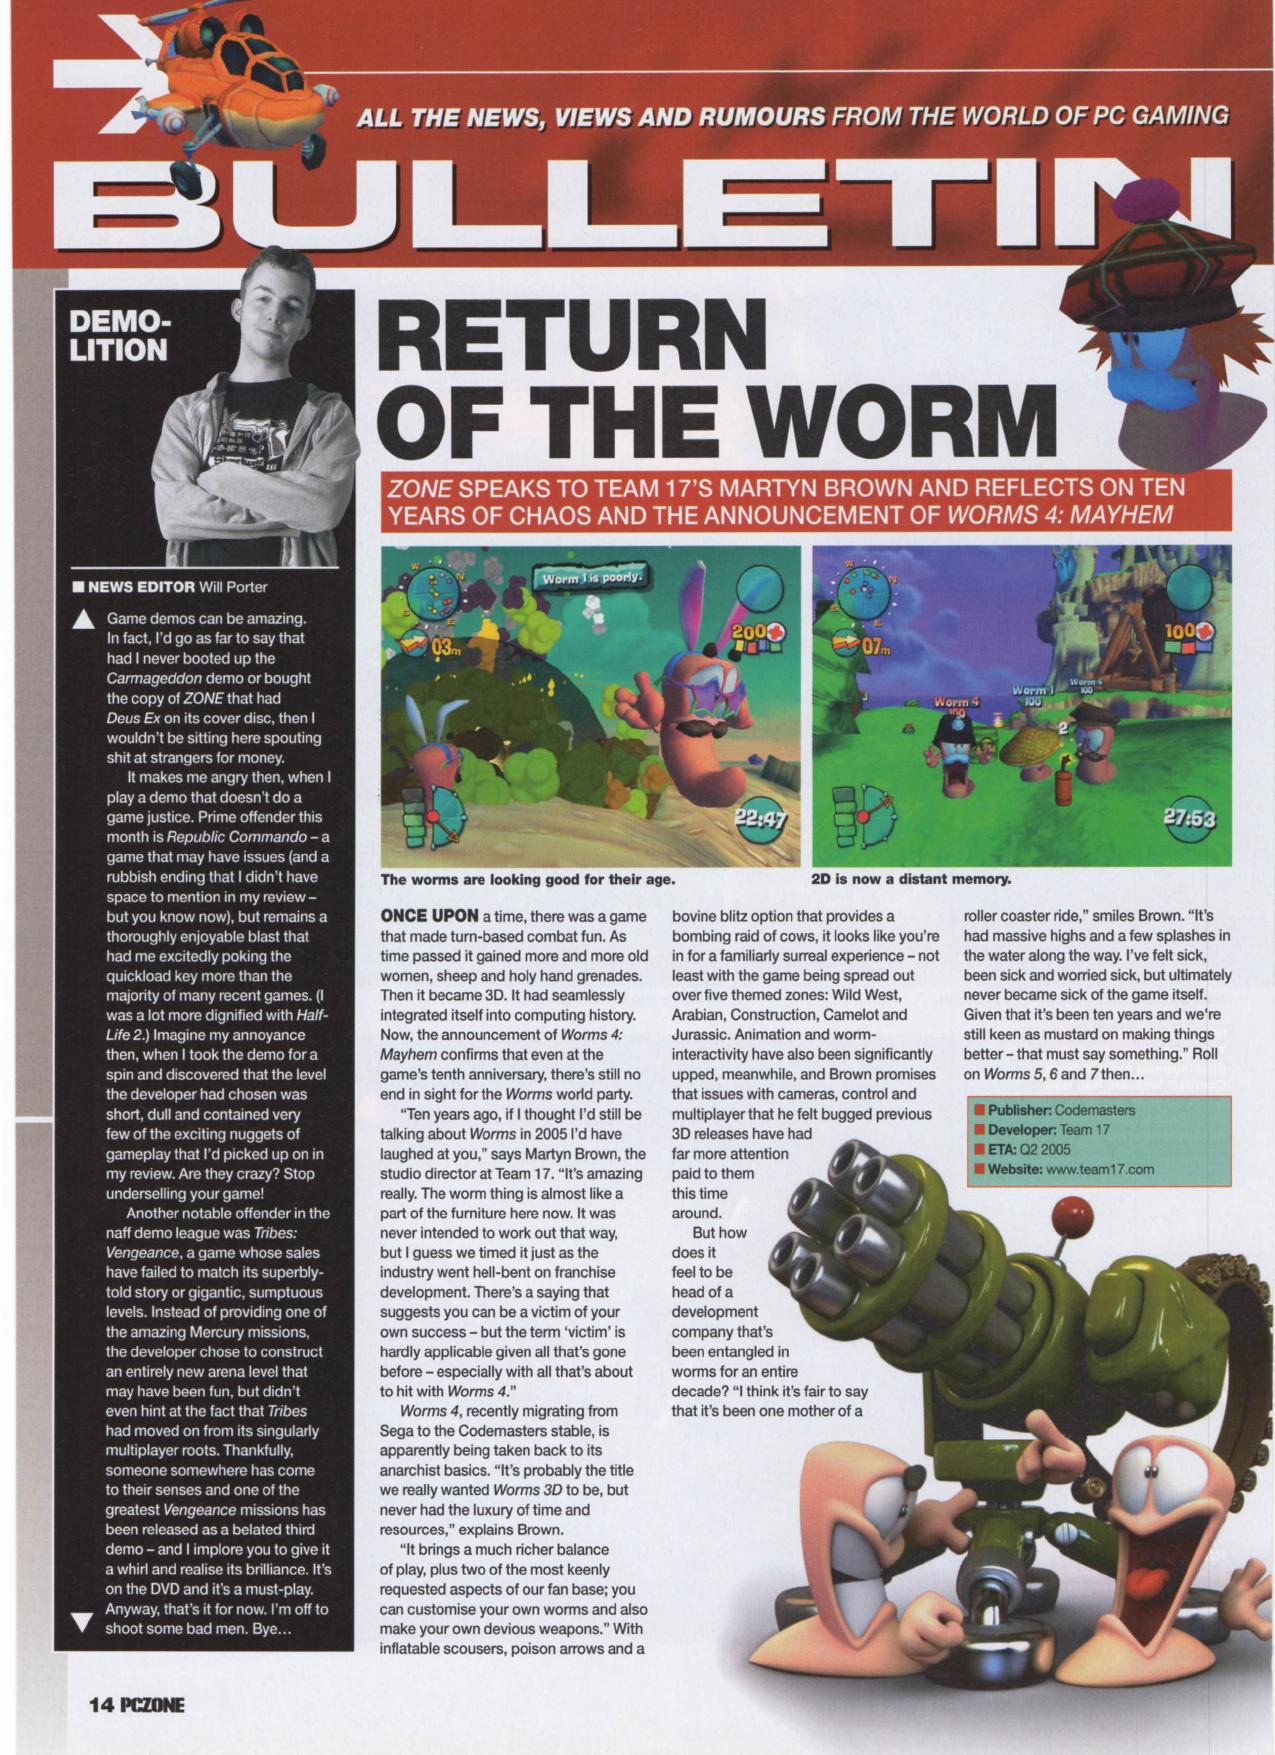 ALL THE NEWS, VIEWS AND RUMOURS FROM THE WORLD OF PC GAMING
BULLETIN
DEMO-
LITION
■ NEWS EDITOR Will Porter
Game demos can be amazing.
In fact, I'd go as far to say that
had I never booted up the
Carmageddon demo or bought
the copy of ZONE that had
Deus Ex on its cover disc, then I
wouldn't be sitting here spouting
shit at strangers for money.
It makes me angry then, when I
play a demo that doesn't do a
game justice. Prime offender this
month is Republic Commando – a
game that may have issues (and a
rubbish ending that I didn't have
space to mention in my review –
but you know now), but remains a
thoroughly enjoyable blast that
had me excitedly poking the
quickload key more than the
majority of many recent games. (I
was a lot more dignified with Half-
Life 2.) Imagine my annoyance
then, when I took the demo for a
spin and discovered that the level
the developer had chosen was
short, dull and contained very
few of the exciting nuggets of
gameplay that I'd picked up on in
my review. Are they crazy? Stop
underselling your game!
Another notable offender in the
naff demo league was Tribes:
Vengeance, a game whose sales
have failed to match its superbly-
told story or gigantic, sumptuous
levels. Instead of providing one of
the amazing Mercury missions,
the developer chose to construct
an entirely new arena level that
may have been fun, but didn't
even hint at the fact that Tribes
had moved on from its singularly
multiplayer roots. Thankfully,
someone somewhere has come
to their senses and one of the
greatest Vengeance missions has
been released as a belated third
demo – and I implore you to give it
a whirl and realise its brilliance. It's
on the DVD and it's a must-play.
Anyway, that's it for now. I'm off to
shoot some bad men. Bye...
RETURN
OF THE WORM
ZONE SPEAKS TO TEAM 17'S MARTYN BROWN AND REFLECTS ON TEN
YEARS OF CHAOS AND THE ANNOUNCEMENT OF WORMS 4: MAYHEM
Worm 1 is poorly.
200
03m
22:47
The worms are looking good for their age.
100
07m
Worm 4
100
Worm 1
100
Worm 4
100
2
27:53
2D is now a distant memory.
ONCE UPON a time, there was a game
that made turn-based combat fun. As
time passed it gained more and more old
women, sheep and holy hand grenades.
Then it became 3D. It had seamlessly
integrated itself into computing history.
Now, the announcement of Worms 4:
Mayhem confirms that even at the
game's tenth anniversary, there's still no
end in sight for the Worms world party.
"Ten years ago, if I thought I'd still be
talking about Worms in 2005 I'd have
laughed at you," says Martyn Brown, the
studio director at Team 17. "It's amazing
really. The worm thing is almost like a
part of the furniture here now. It was
never intended to work out that way,
but I guess we timed it just as the
industry went hell-bent on franchise
development. There's a saying that
suggests you can be a victim of your
own success – but the term 'victim' is
hardly applicable given all that's gone
before – especially with all that's about
to hit with Worms 4."
Worms 4, recently migrating from
Sega to the Codemasters stable, is
apparently being taken back to its
anarchist basics. "It's probably the title
we really wanted Worms 3D to be, but
never had the luxury of time and
resources," explains Brown.
"It brings a much richer balance
of play, plus two of the most keenly
requested aspects of our fan base; you
can customise your own worms and also
make your own devious weapons." With
inflatable scousers, poison arrows and a
bovine blitz option that provides a
bombing raid of cows, it looks like you're
in for a familiarly surreal experience – not
least with the game being spread out
over five themed zones: Wild West,
Arabian, Construction, Camelot and
Jurassic. Animation and worm-
interactivity have also been significantly
upped, meanwhile, and Brown promises
that issues with cameras, control and
multiplayer that he felt bugged previous
3D releases have had
far more attention
paid to them
this time
around.
But how
does it
feel to be
head of a
development
company that's
been entangled in
worms for an entire
decade? "I think it's fair to say
that it's been one mother of a
roller coaster ride," smiles Brown. "It's
had massive highs and a few splashes in
the water along the way. I've felt sick,
been sick and worried sick, but ultimately
never became sick of the game itself.
Given that it's been ten years and we're
still keen as mustard on making things
better – that must say something." Roll
on Worms 5, 6 and 7 then...
■ Publisher: Codemasters
■ Developer: Team 17
■ ETA: Q2 2005
■ Website: www.team17.com
14 PCZONE